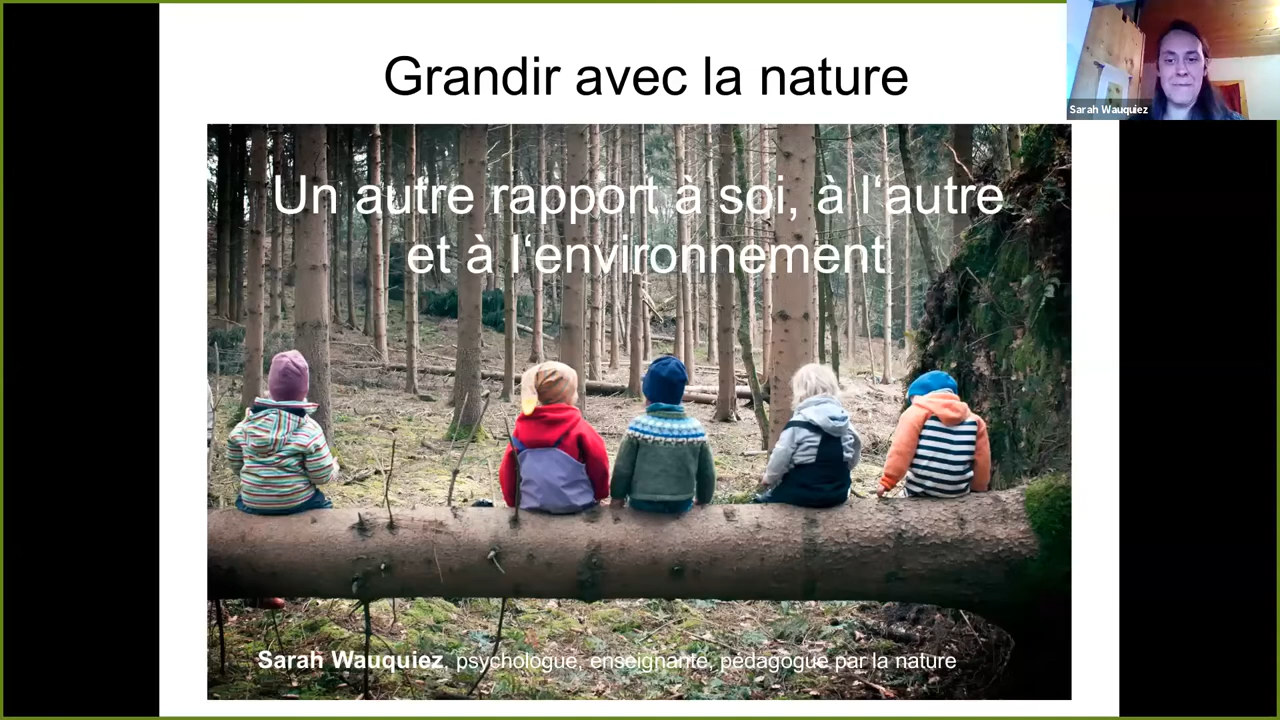 Grandir avec la nature
Sarah Wauquiez
Un autre rapport à soi, à l‘autre
et à l‘environnement
Sarah Wauquiez, psychologue, enseignante, pédagogue par la nature